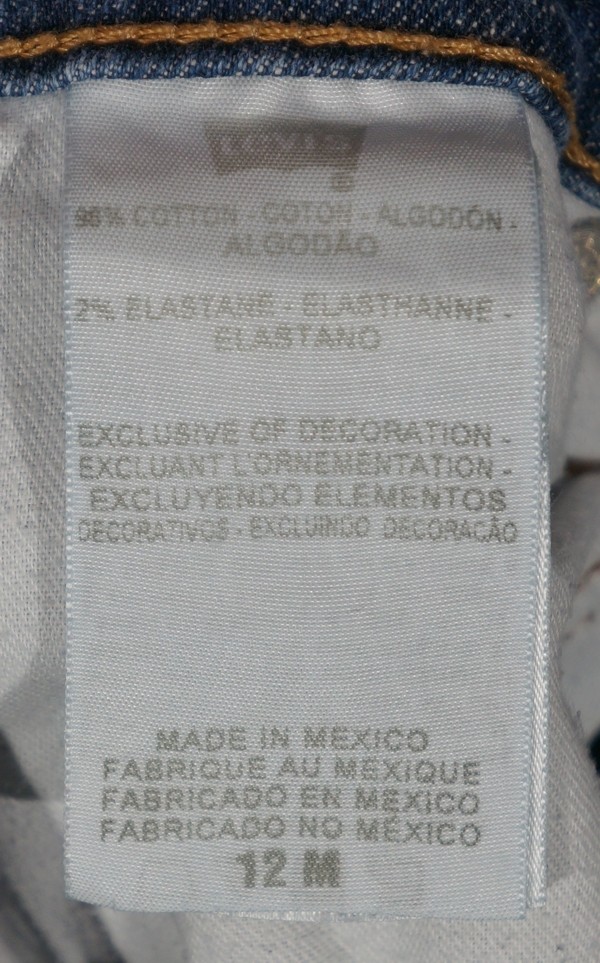 Levi's
98% COTTON - COTON - ALGODÓN -
ALGODÃO
2% ELASTANE - ELASTHANNE -
ELASTANO
EXCLUSIVE OF DECORATION -
EXCLUANT L'ORNEMENTATION -
EXCLUYENDO ELEMENTOS
DECORATIVOS - EXCLUINDO DECORAÇÃO
MADE IN MEXICO
FABRIQUE AU MEXIQUE
FABRICADO EN MEXICO
FABRICADO NO MÉXICO
12 M